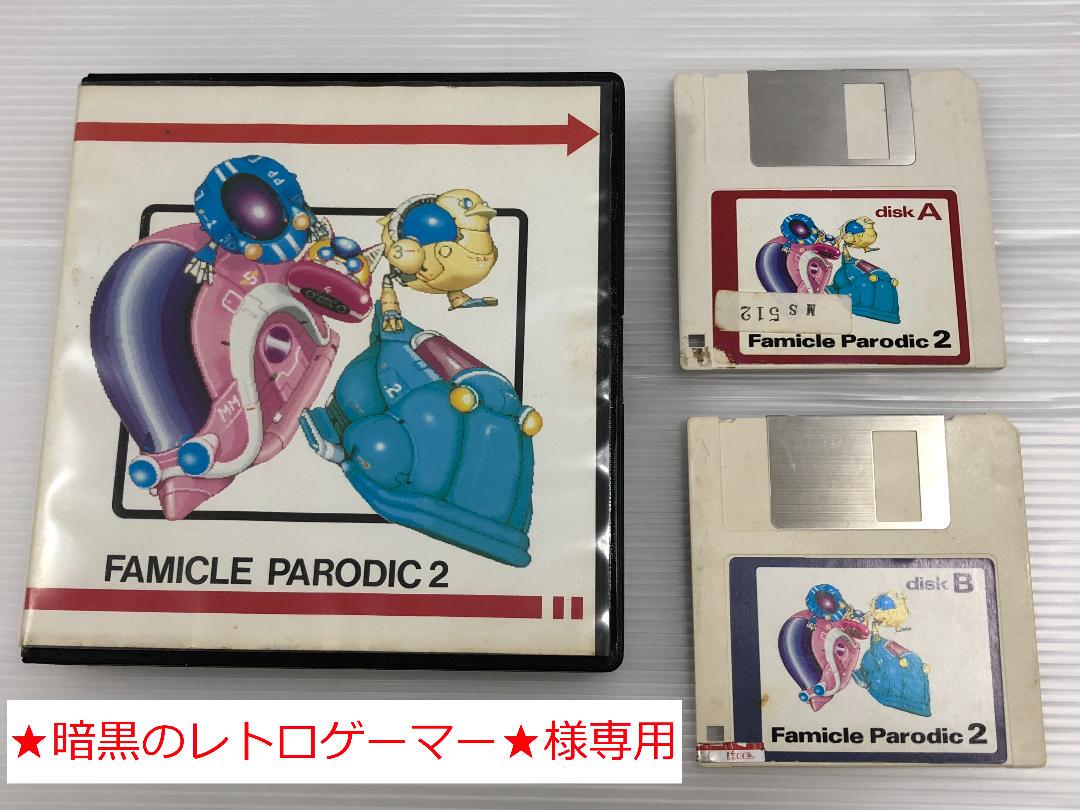 FAMICLE PARODIC 2
disk A
MS512
Famicle Parodic 2
disk B
Famicle Parodic 2
★暗黒のレトロゲーマー★様専用